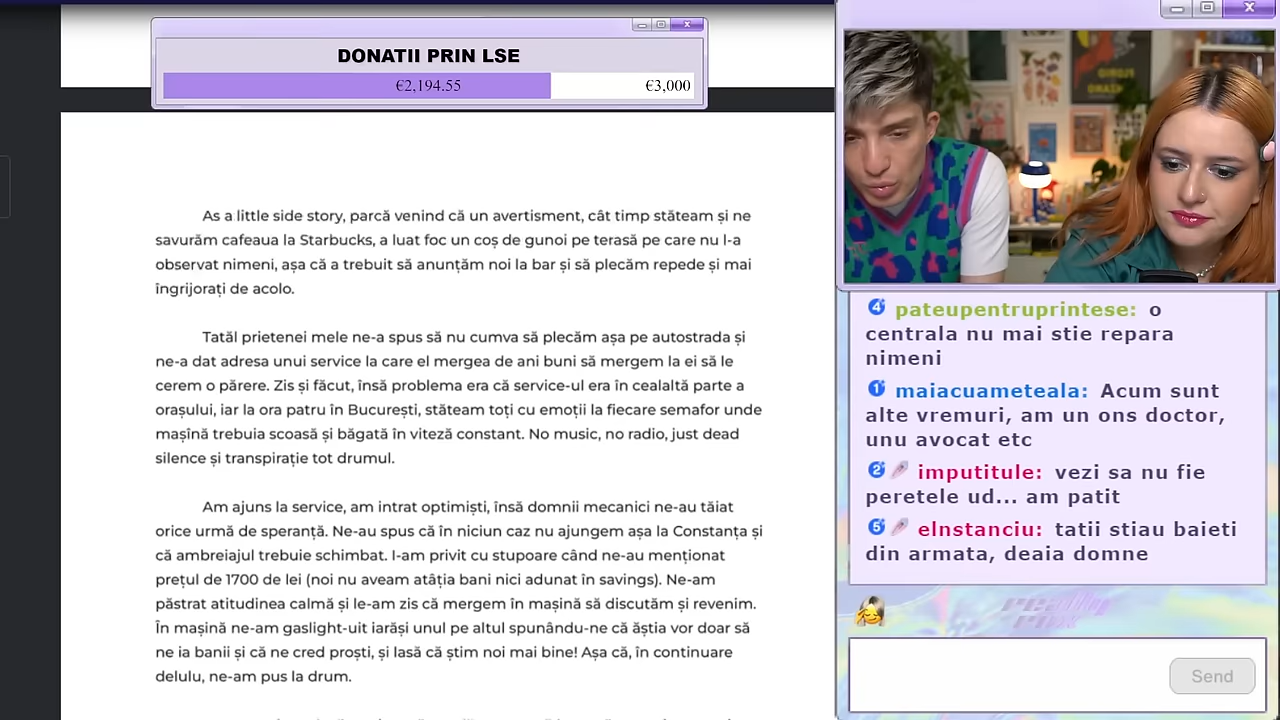 DONATII PRIN LSE
€2,194.55
€3,000
As a little side story, parcă venind că un avertisment, cât timp stăteam și ne
savurăm cafeaua la Starbucks, a luat foc un coș de gunoi pe terasă pe care nu l-a
observat nimeni, așa că a trebuit să anunțăm noi la bar și să plecăm repede și mai
îngrijorați de acolo.
Tatăl prietenei mele ne-a spus să nu cumva să plecăm așa pe autostrada și
ne-a dat adresa unui service la care el mergea de ani buni să mergem la ei să le
cerem o părere. Zis și făcut, însă problema era că service-ul era în cealaltă parte a
orașului, iar la ora patru în București, stăteam toți cu emoții la fiecare semafor unde
mașînă trebuia scoasă și băgată în viteză constant. No music, no radio, just dead
silence și transpirație tot drumul.
Am ajuns la service, am intrat optimiști, însă domnii mecanici ne-au tăiat
orice urmă de speranță. Ne-au spus că în niciun caz nu ajungem așa la Constanța și
că ambreiajul trebuie schimbat. I-am privit cu stupoare când ne-au menționat
prețul de 1700 de lei (noi nu aveam atâția bani nici adunat în savings). Ne-am
păstrat atitudinea calmă și le-am zis că mergem în mașină să discutăm și revenim.
În mașină ne-am gaslight-uit iarăși unul pe altul spunându-ne că ăștia vor doar să
ne ia banii și că ne cred proști, și lasă că știm noi mai bine! Așa că, în continuare
delulu, ne-am pus la drum.
pateupentruprintese: o
centrala nu mai stie repara
nimeni
maiacuameteala: Acum sunt
alte vremuri, am un ons doctor,
unu avocat etc
imputitule: vezi sa nu fie
peretele ud... am patit
elnstanciu: tatii stiau baieti
din armata, deaia domne
Send